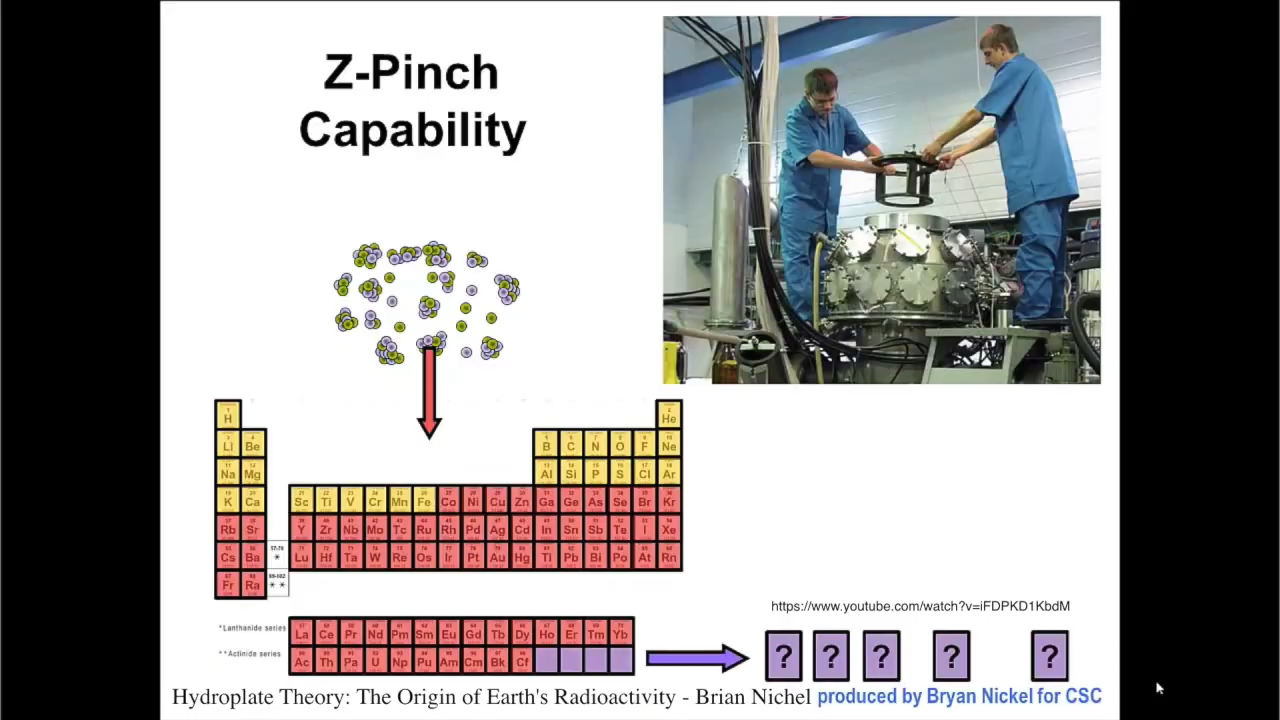 Z-Pinch
Capability
H He
Li Be B C N O F Ne
Na Mg Al Si P S Cl Ar
K Ca Sc Ti V Cr Mn Fe Co Ni Cu Zn Ga Ge As Se Br Kr
Rb Sr Y Zr Nb Mo Tc Ru Rh Pd Ag Cd In Sn Sb Te I Xe
Cs Ba 57-70 * Lu Hf Ta W Re Os Ir Pt Au Hg Tl Pb Bi Po At Rn
Fr Ra 89-102 * *
https://www.youtube.com/watch?v=iFDPKD1KbdM
*Lanthanide series La Ce Pr Nd Pm Sm Eu Gd Tb Dy Ho Er Tm Yb
**Actinide series Ac Th Pa U Np Pu Am Cm Bk Cf ? ? ? ? ?
Hydroplate Theory: The Origin of Earth's Radioactivity - Brian Nichel produced by Bryan Nickel for CSC